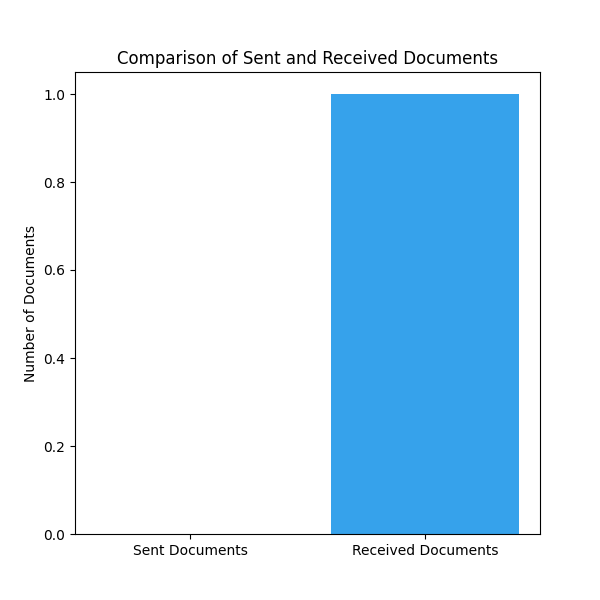 Comparison of Sent and Received Documents
Number of Documents
1.0
0.8
0.6
0.4
0.2
0.0
Sent Documents
Received Documents